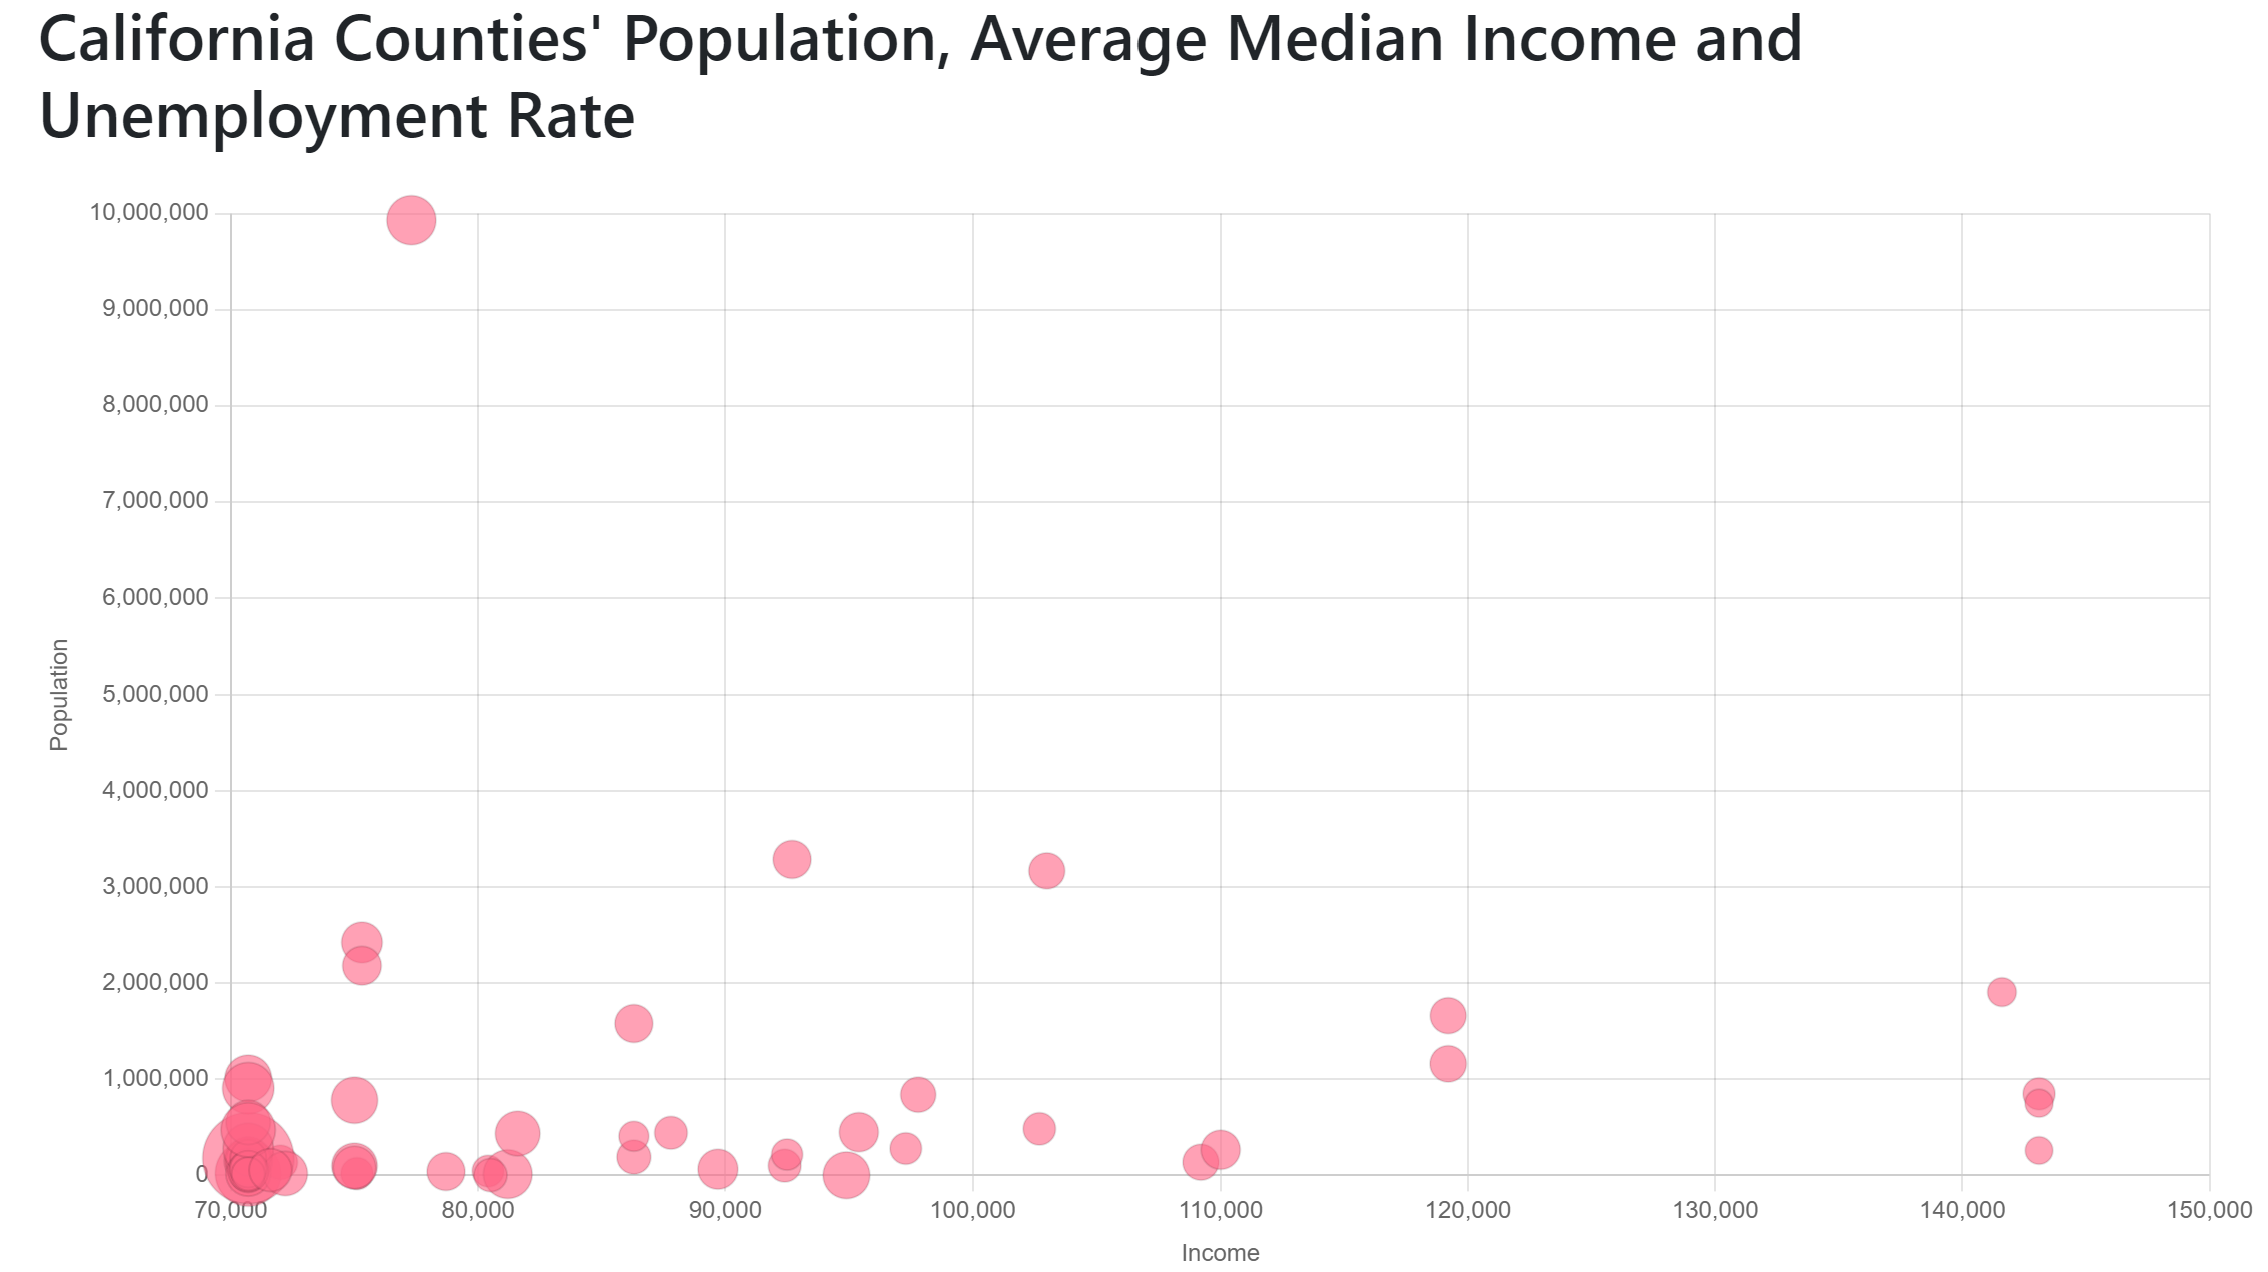 California Counties' Population, Average Median Income and
Unemployment Rate
10,000,000
9,000,000
8,000,000
7,000,000
6,000,000
5,000,000
4,000,000
3,000,000
2,000,000
1,000,000
0
Population
70,000 80,000 90,000 100,000 110,000 120,000 130,000 140,000 150,000
Income